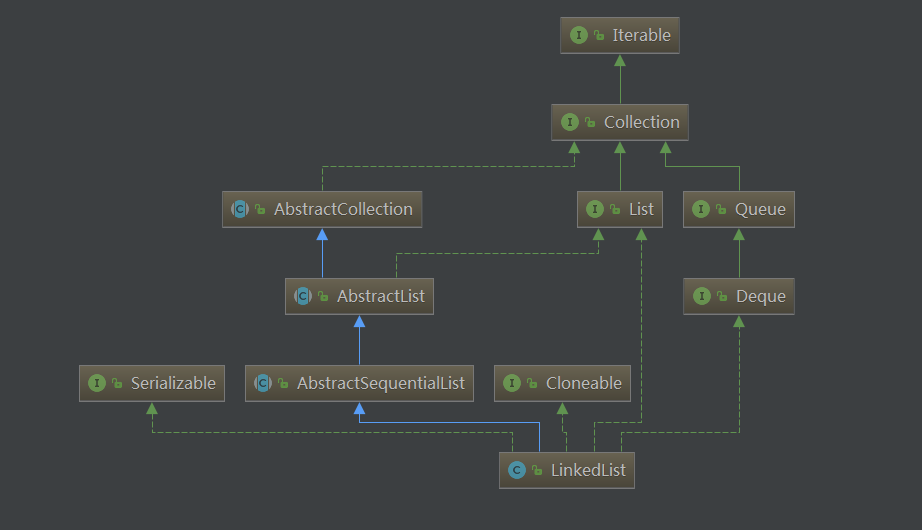 I Iterable
I Collection
C AbstractCollection
I List
I Queue
C AbstractList
I Deque
I Serializable
C AbstractSequentialList
I Cloneable
C LinkedList